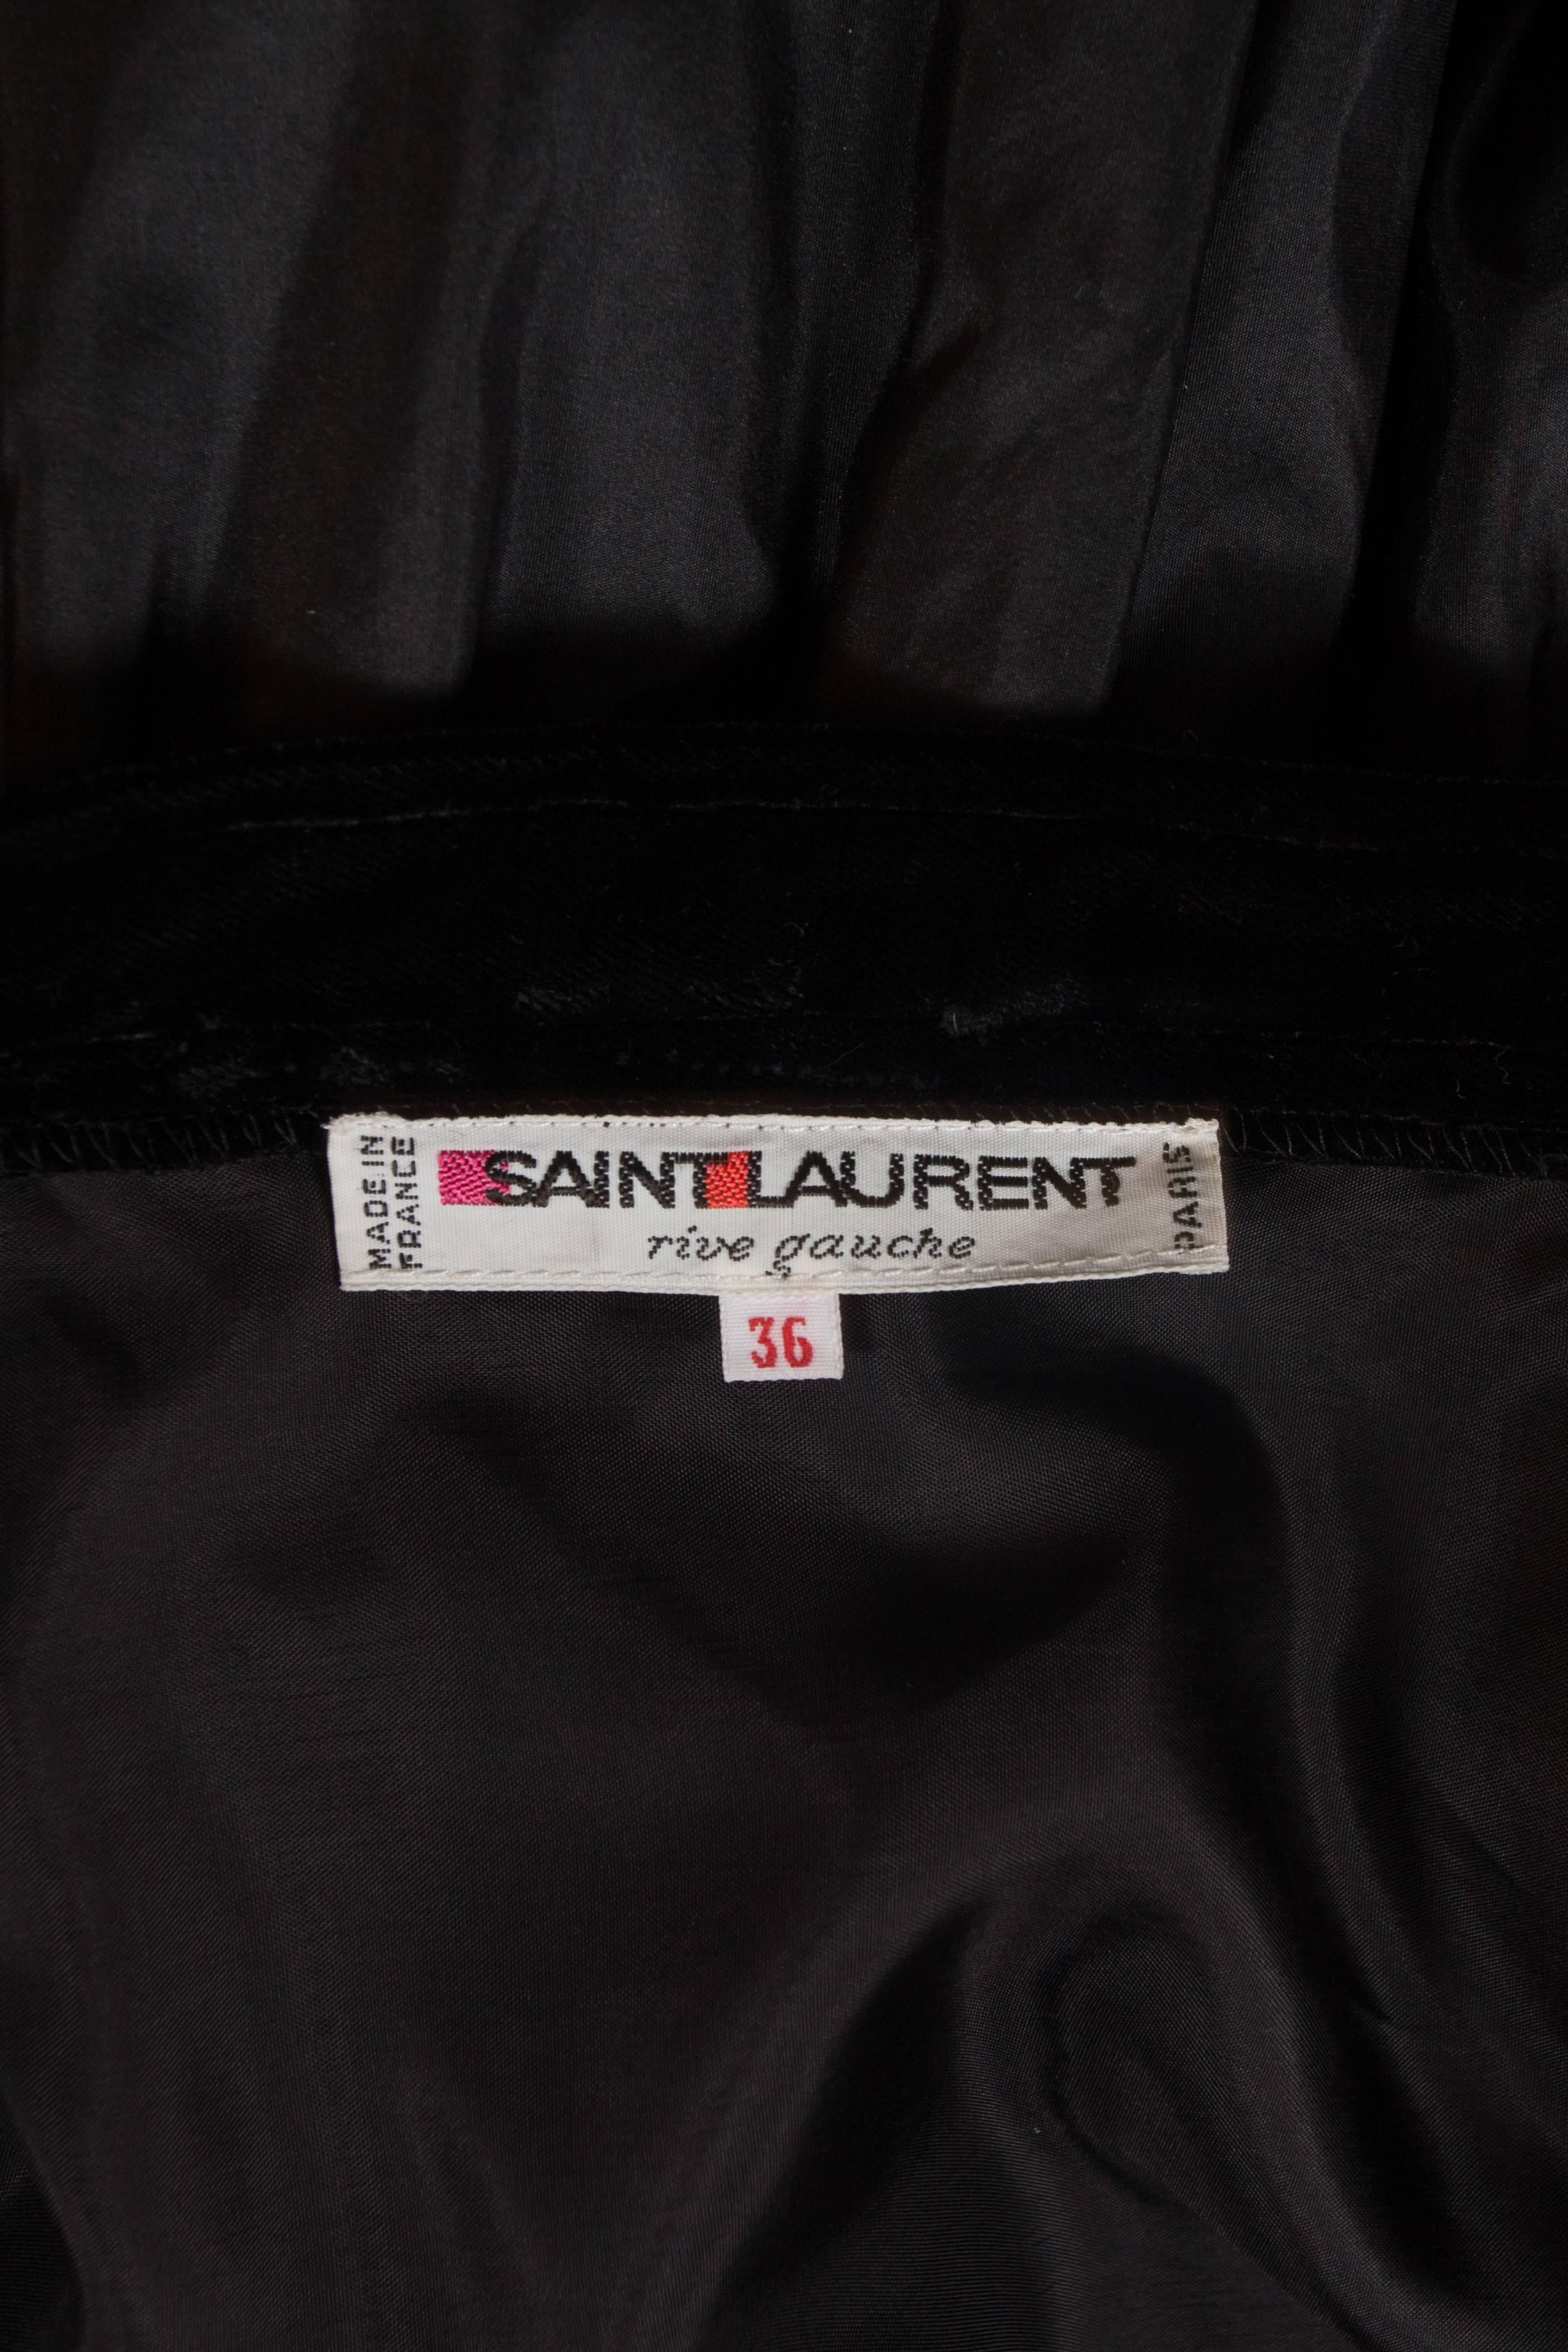 MADE IN
FRANCE
SAINT LAURENT
rive gauche
PARIS
36